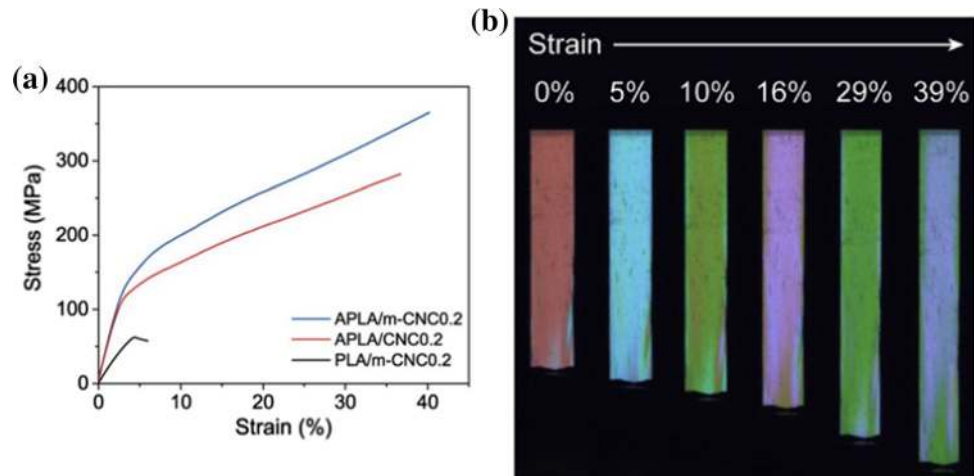 (a)
400
300
200
100
0
Stress (MPa)
APLA/m-CNC0.2
APLA/CNC0.2
PLA/m-CNC0.2
0 10 20 30 40
Strain (%)
(b)
Strain
0% 5% 10% 16% 29% 39%